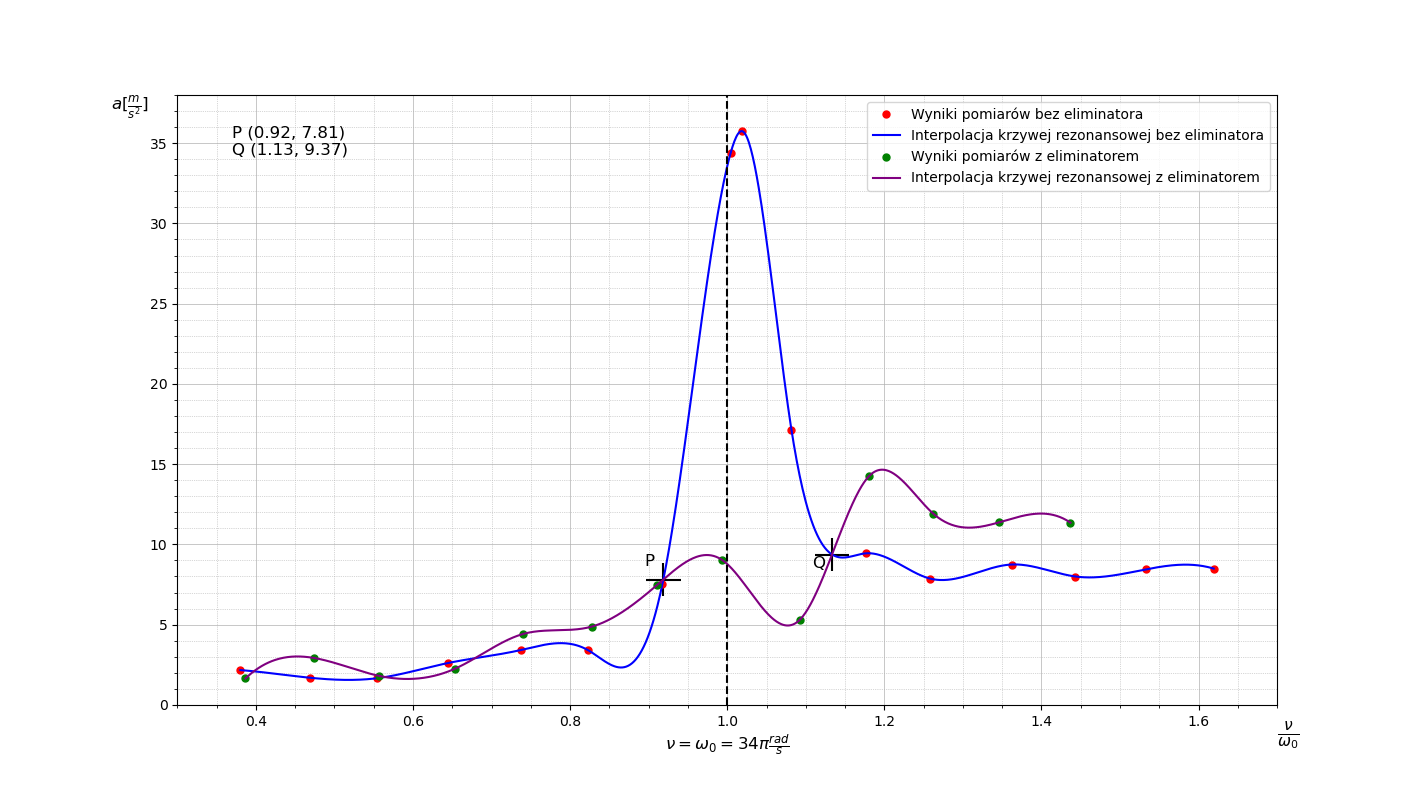 a[m/s²]
P (0.92, 7.81)
Q (1.13, 9.37)
Wyniki pomiarów bez eliminatora
Interpolacja krzywej rezonansowej bez eliminatora
Wyniki pomiarów z eliminatorem
Interpolacja krzywej rezonansowej z eliminatorem
35
30
25
20
15
10
5
0
P
Q
0.4 0.6 0.8 1.0 1.2 1.4 1.6
ν = ω₀ = 34π rad/s
ν/ω₀